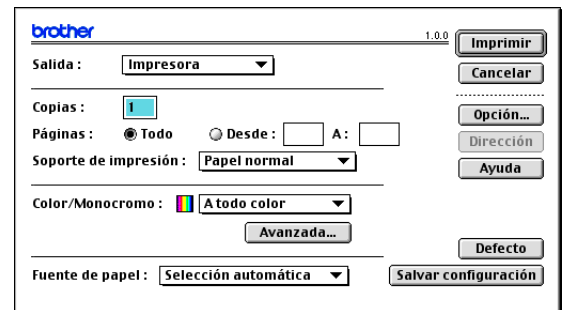 brother
1.0.0
Imprimir
Salida : Impresora
Cancelar
Copias : 1
Opción...
Páginas : Todo Desde : A :
Dirección
Soporte de impresión : Papel normal
Ayuda
Color/Monocromo : A todo color
Avanzada...
Defecto
Fuente de papel : Selección automática
Salvar configuración